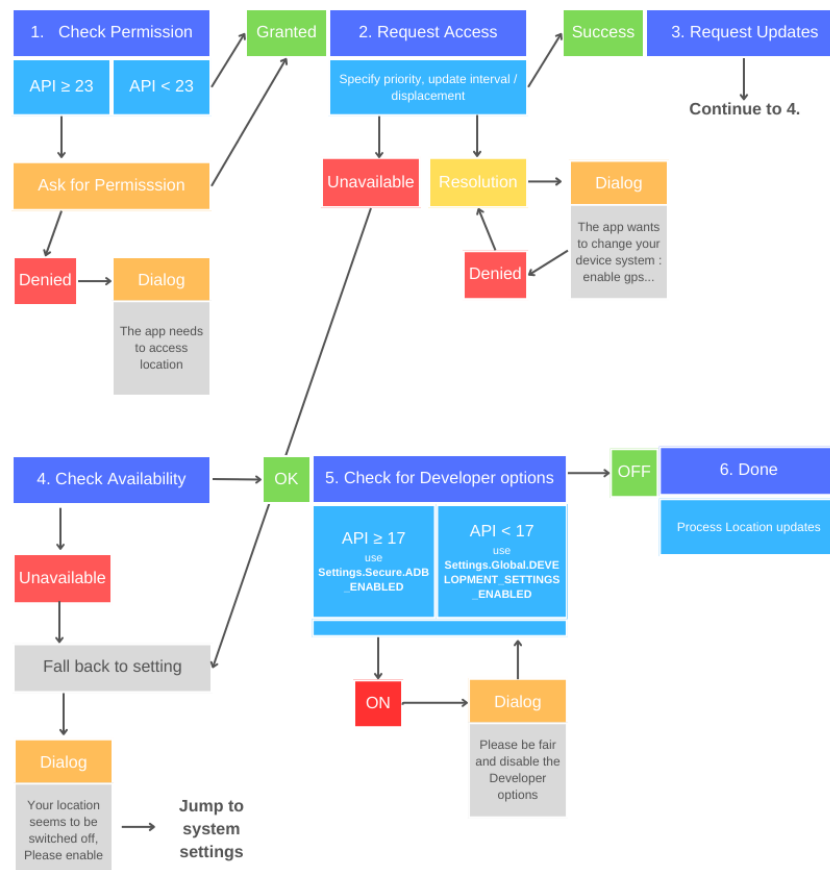 1. Check Permission
API ≥ 23
API < 23
Granted
Ask for Permisssion
Denied
Dialog
The app needs
to access
location
2. Request Access
Specify priority, update interval /
displacement
Success
3. Request Updates
Continue to 4.
Unavailable
Resolution
Dialog
The app wants
to change your
device system :
enable gps...
Denied
4. Check Availability
OK
5. Check for Developer options
OFF
6. Done
Process Location updates
API ≥ 17
use
Settings.Secure.ADB
_ENABLED
API < 17
use
Settings.Global.DEVE
LOPMENT_SETTINGS
_ENABLED
Unavailable
Fall back to setting
ON
Dialog
Please be fair
and disable the
Developer
options
Dialog
Your location
seems to be
switched off,
Please enable
Jump to
system
settings